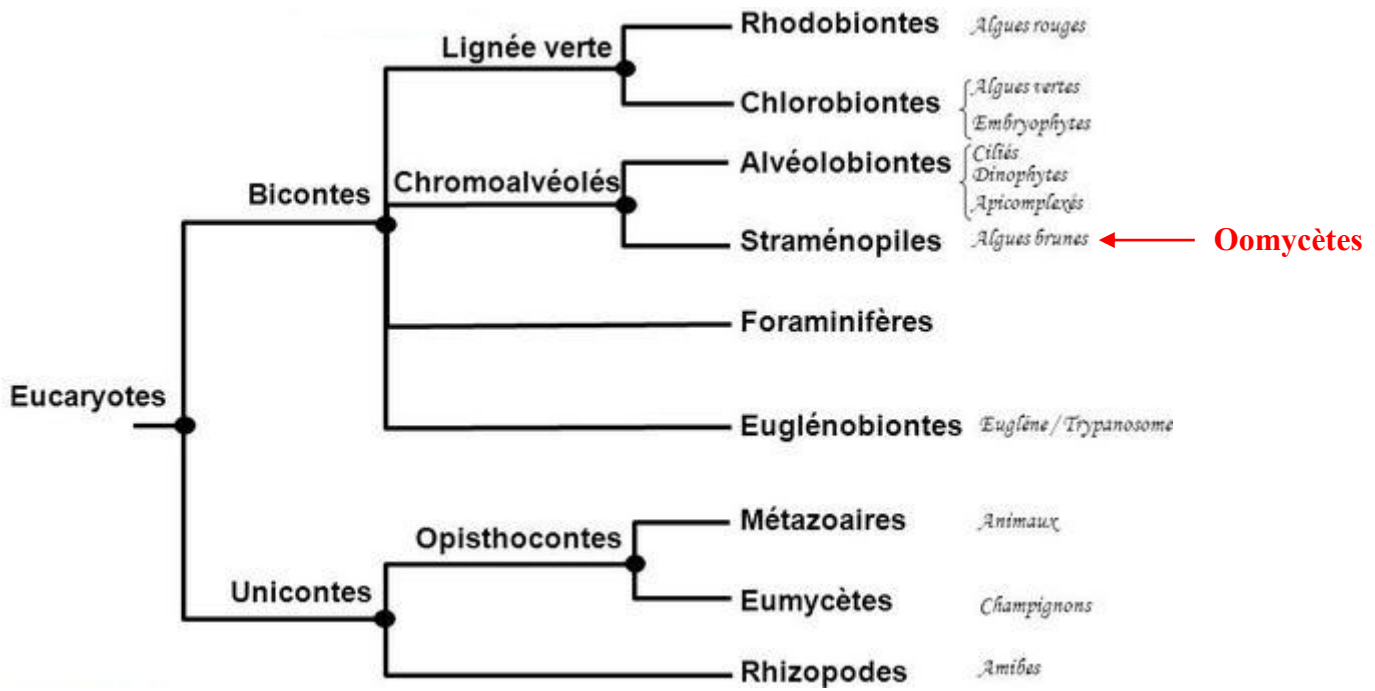 Rhodobiontes Algues rouges
Lignée verte
Chlorobiontes Algues vertes
Embryophytes
Alvéolobiontes Ciliés
Dinophytes
Apicomplexés
Chromoalvéolés
Bicontes
Straménopiles Algues brunes Oomycètes
Foraminifères
Eucaryotes
Euglénobiontes Euglène / Trypanosome
Métazoaires Animaux
Opisthocontes
Unicontes
Eumycètes Champignons
Rhizopodes Amibes